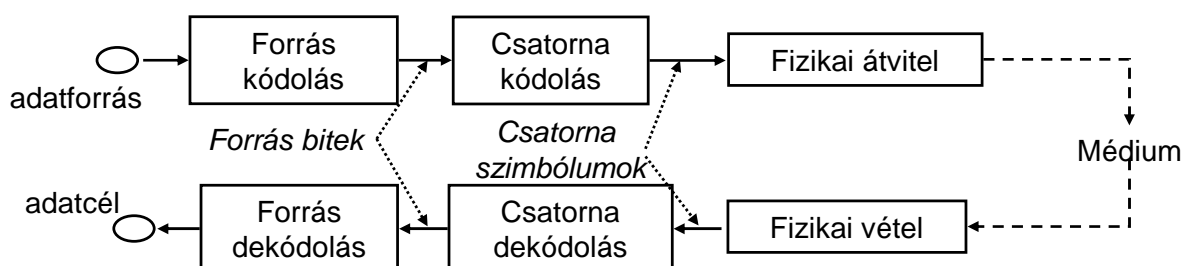 Forrás
kódolás
Csatorna
kódolás
Fizikai átvitel
adatforrás
Forrás bitek
Csatorna
szimbólumok
Médium
adatcél
Forrás
dekódolás
Csatorna
dekódolás
Fizikai vétel